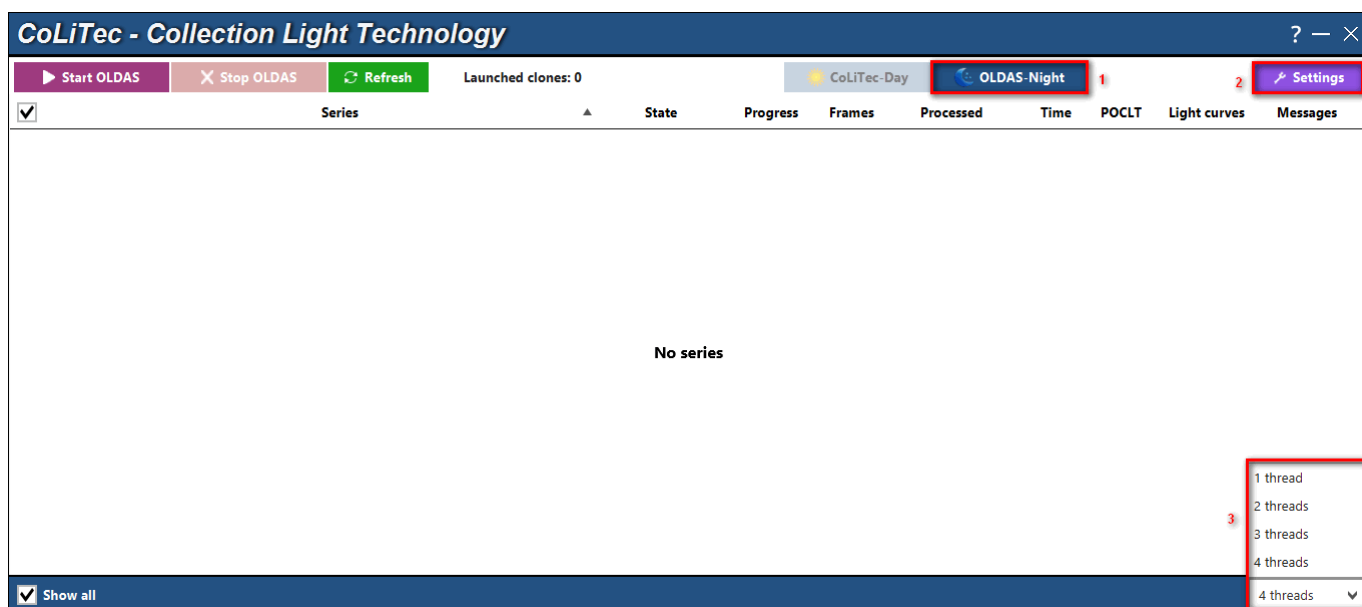 CoLiTec - Collection Light Technology ? — ×
Start OLDAS X Stop OLDAS Refresh Launched clones: 0 CoLiTec-Day OLDAS-Night 1 2 Settings
Series State Progress Frames Processed Time POCLT Light curves Messages
No series
1 thread
2 threads
3
3 threads
4 threads
Show all 4 threads